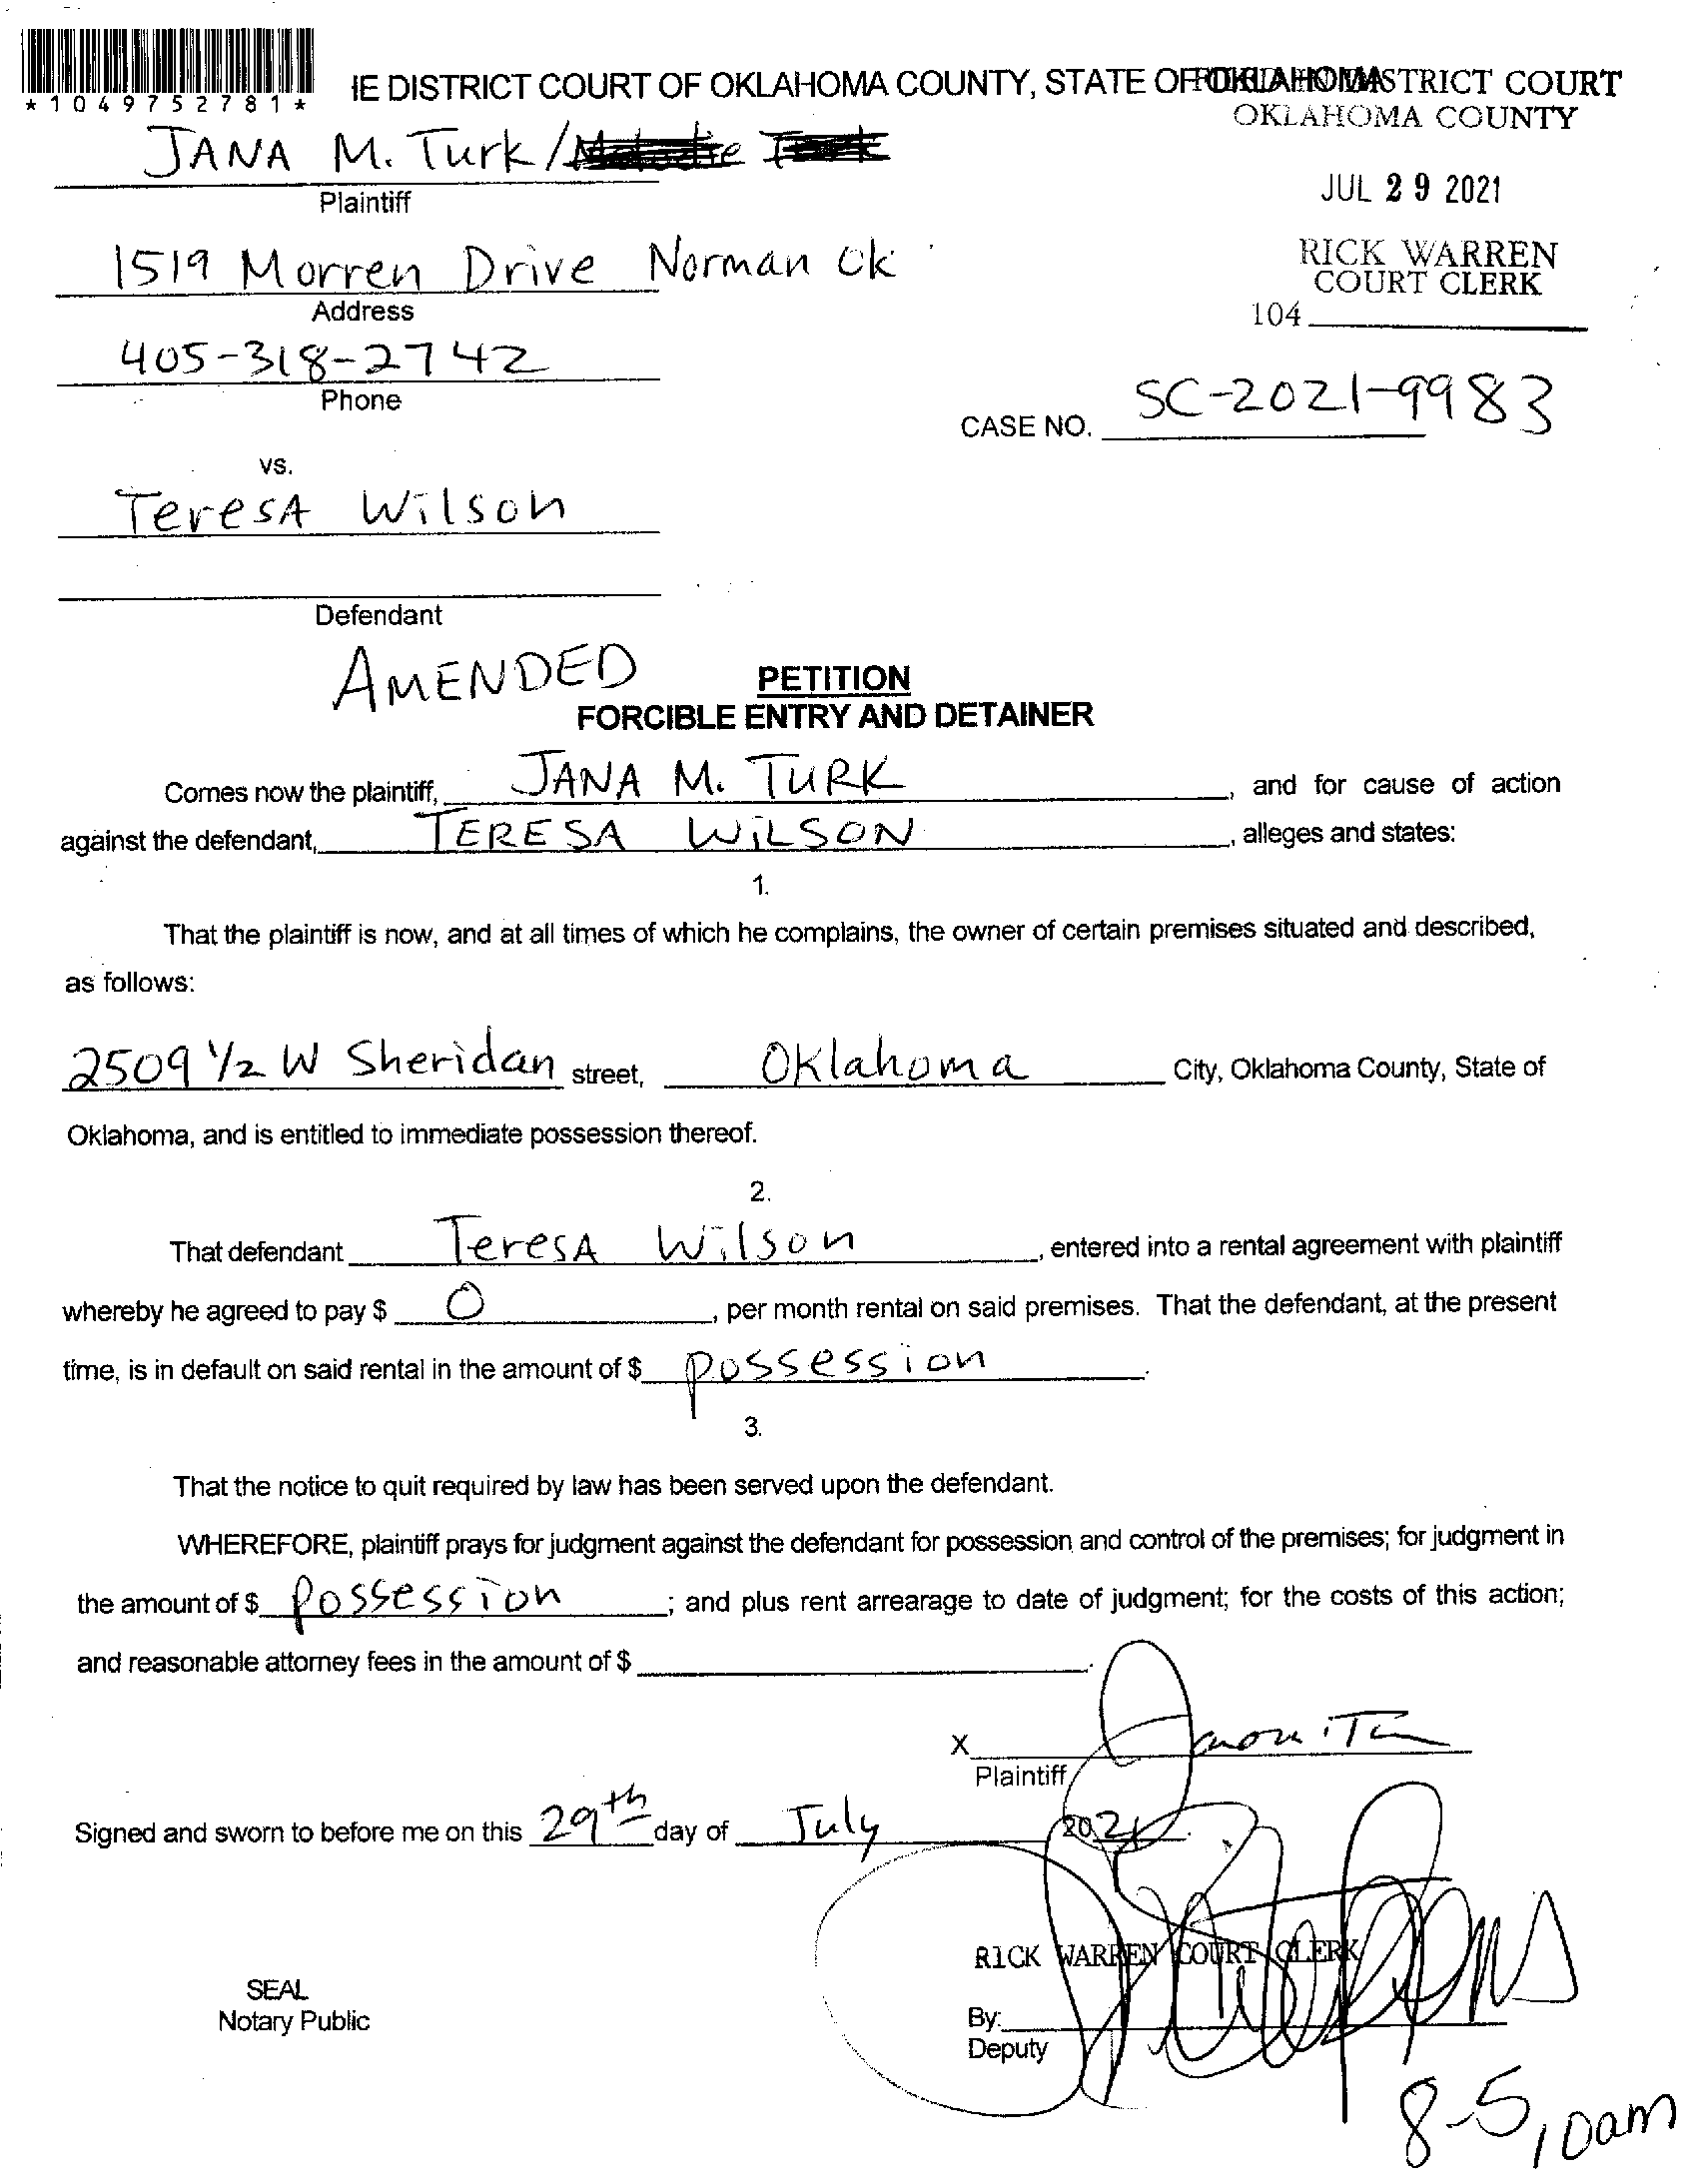 *1049752781*
IE DISTRICT COURT OF OKLAHOMA COUNTY, STATE OF OKLAHOMA
DISTRICT COURT
OKLAHOMA COUNTY
JANA M. Turk /
Plaintiff
JUL 29 2021
1519 Morren Drive Norman Ok
Address
RICK WARREN
COURT CLERK
104
405-318-2742
Phone
CASE NO. SC-2021-9983
vs.
TeresA Wilson
Defendant
AMENDED
PETITION
FORCIBLE ENTRY AND DETAINER
Comes now the plaintiff, JANA M. TURK, and for cause of action
against the defendant, TERESA WiLSON, alleges and states:
1.
That the plaintiff is now, and at all times of which he complains, the owner of certain premises situated and described,
as follows:
2509 1/2 W Sheridan street, Oklahoma City, Oklahoma County, State of
Oklahoma, and is entitled to immediate possession thereof.
2.
That defendant TeresA Wilson, entered into a rental agreement with plaintiff
whereby he agreed to pay $ 0, per month rental on said premises. That the defendant, at the present
time, is in default on said rental in the amount of $ possession.
3.
That the notice to quit required by law has been served upon the defendant.
WHEREFORE, plaintiff prays for judgment against the defendant for possession and control of the premises; for judgment in
the amount of $ Possession; and plus rent arrearage to date of judgment; for the costs of this action;
and reasonable attorney fees in the amount of $
X
Plaintiff
Signed and sworn to before me on this 29th day of July 2021.
RICK WARREN COURT CLERK
SEAL
Notary Public
By:
Deputy
8-5, 10am